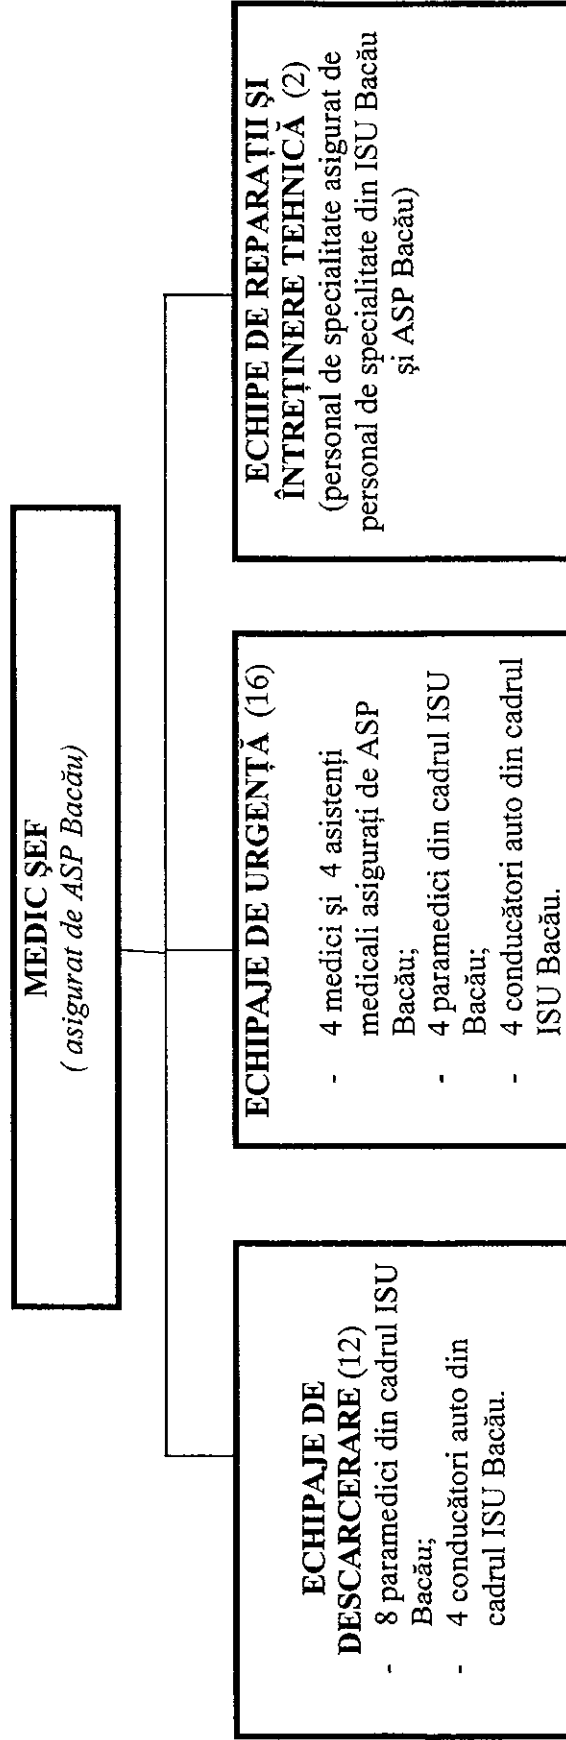 MEDIC ŞEF
( asigurat de ASP Bacău)
ECHIPAJE DE
DESCARCERARE (12)
- 8 paramedici din cadrul ISU
Bacău;
- 4 conducători auto din
cadrul ISU Bacău.
ECHIPAJE DE URGENŢĂ (16)
- 4 medici şi 4 asistenţi
medicali asiguraţi de ASP
Bacău;
- 4 paramedici din cadrul ISU
Bacău;
- 4 conducători auto din cadrul
ISU Bacău.
ECHIPE DE REPARAŢII ŞI
ÎNTREŢINERE TEHNICĂ (2)
(personal de specialitate asigurat de
personal de specialitate din ISU Bacău
şi ASP Bacău)